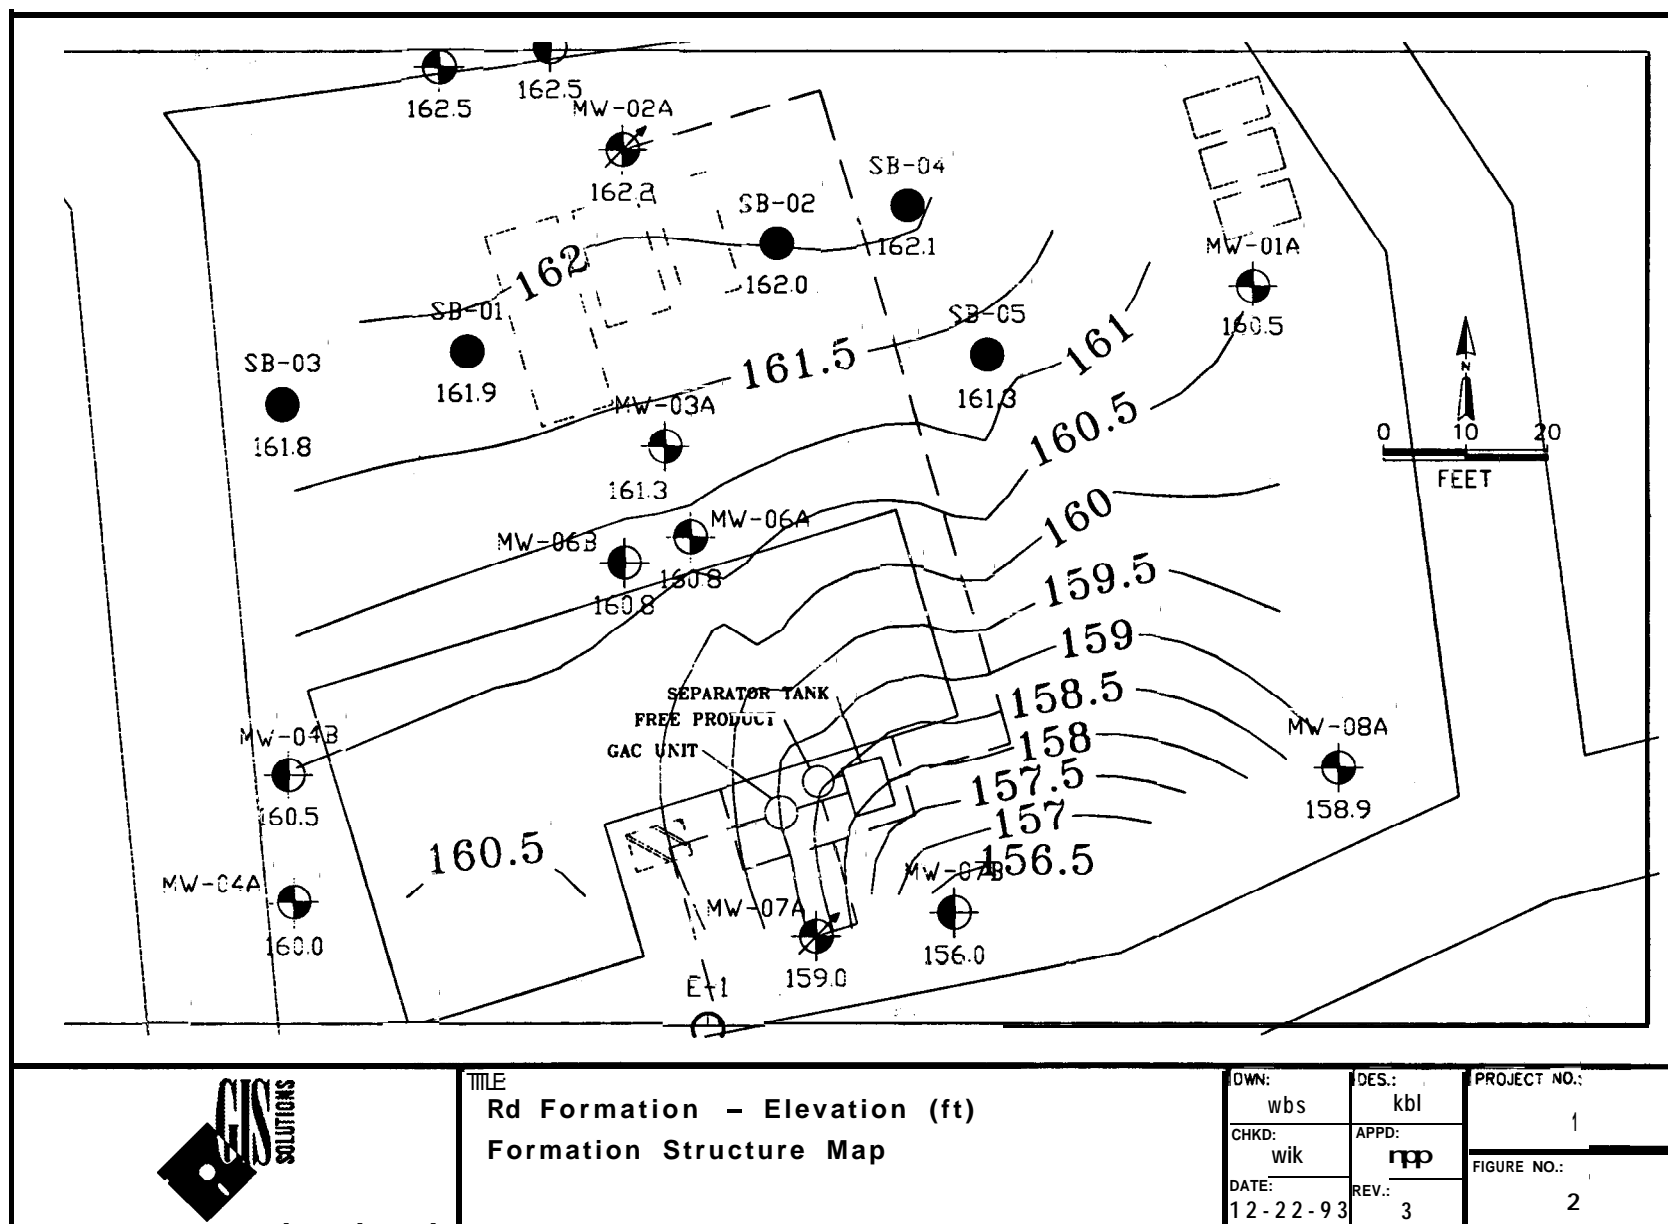 162.5
162.5
MW-02A
162.2
SB-04
162.1
SB-02
162.0
MW-01A
160.5
162
SB-01
161.9
SB-05
161.3
161
SB-03
161.8
161.5
MW-03A
161.3
160.5
N
0 10 20
FEET
MW-06A
160.8
MW-06B
160.8
160
159.5
159
SEPARATOR TANK
FREE PRODUCT
GAC UNIT
158.5
158
157.5
157
156.5
MW-08A
158.9
MW-04B
160.5
160.5
MW-04A
160.0
MW-07B
156.0
MW-07A
159.0
E-1
GIS
SOLUTIONS
TITLE
Rd Formation – Elevation (ft)
Formation Structure Map
DWN:
wbs
DES.:
kbl
CHKD:
wik
APPD:
npp
DATE:
12-22-93
REV.:
3
PROJECT NO.:
1
FIGURE NO.:
2